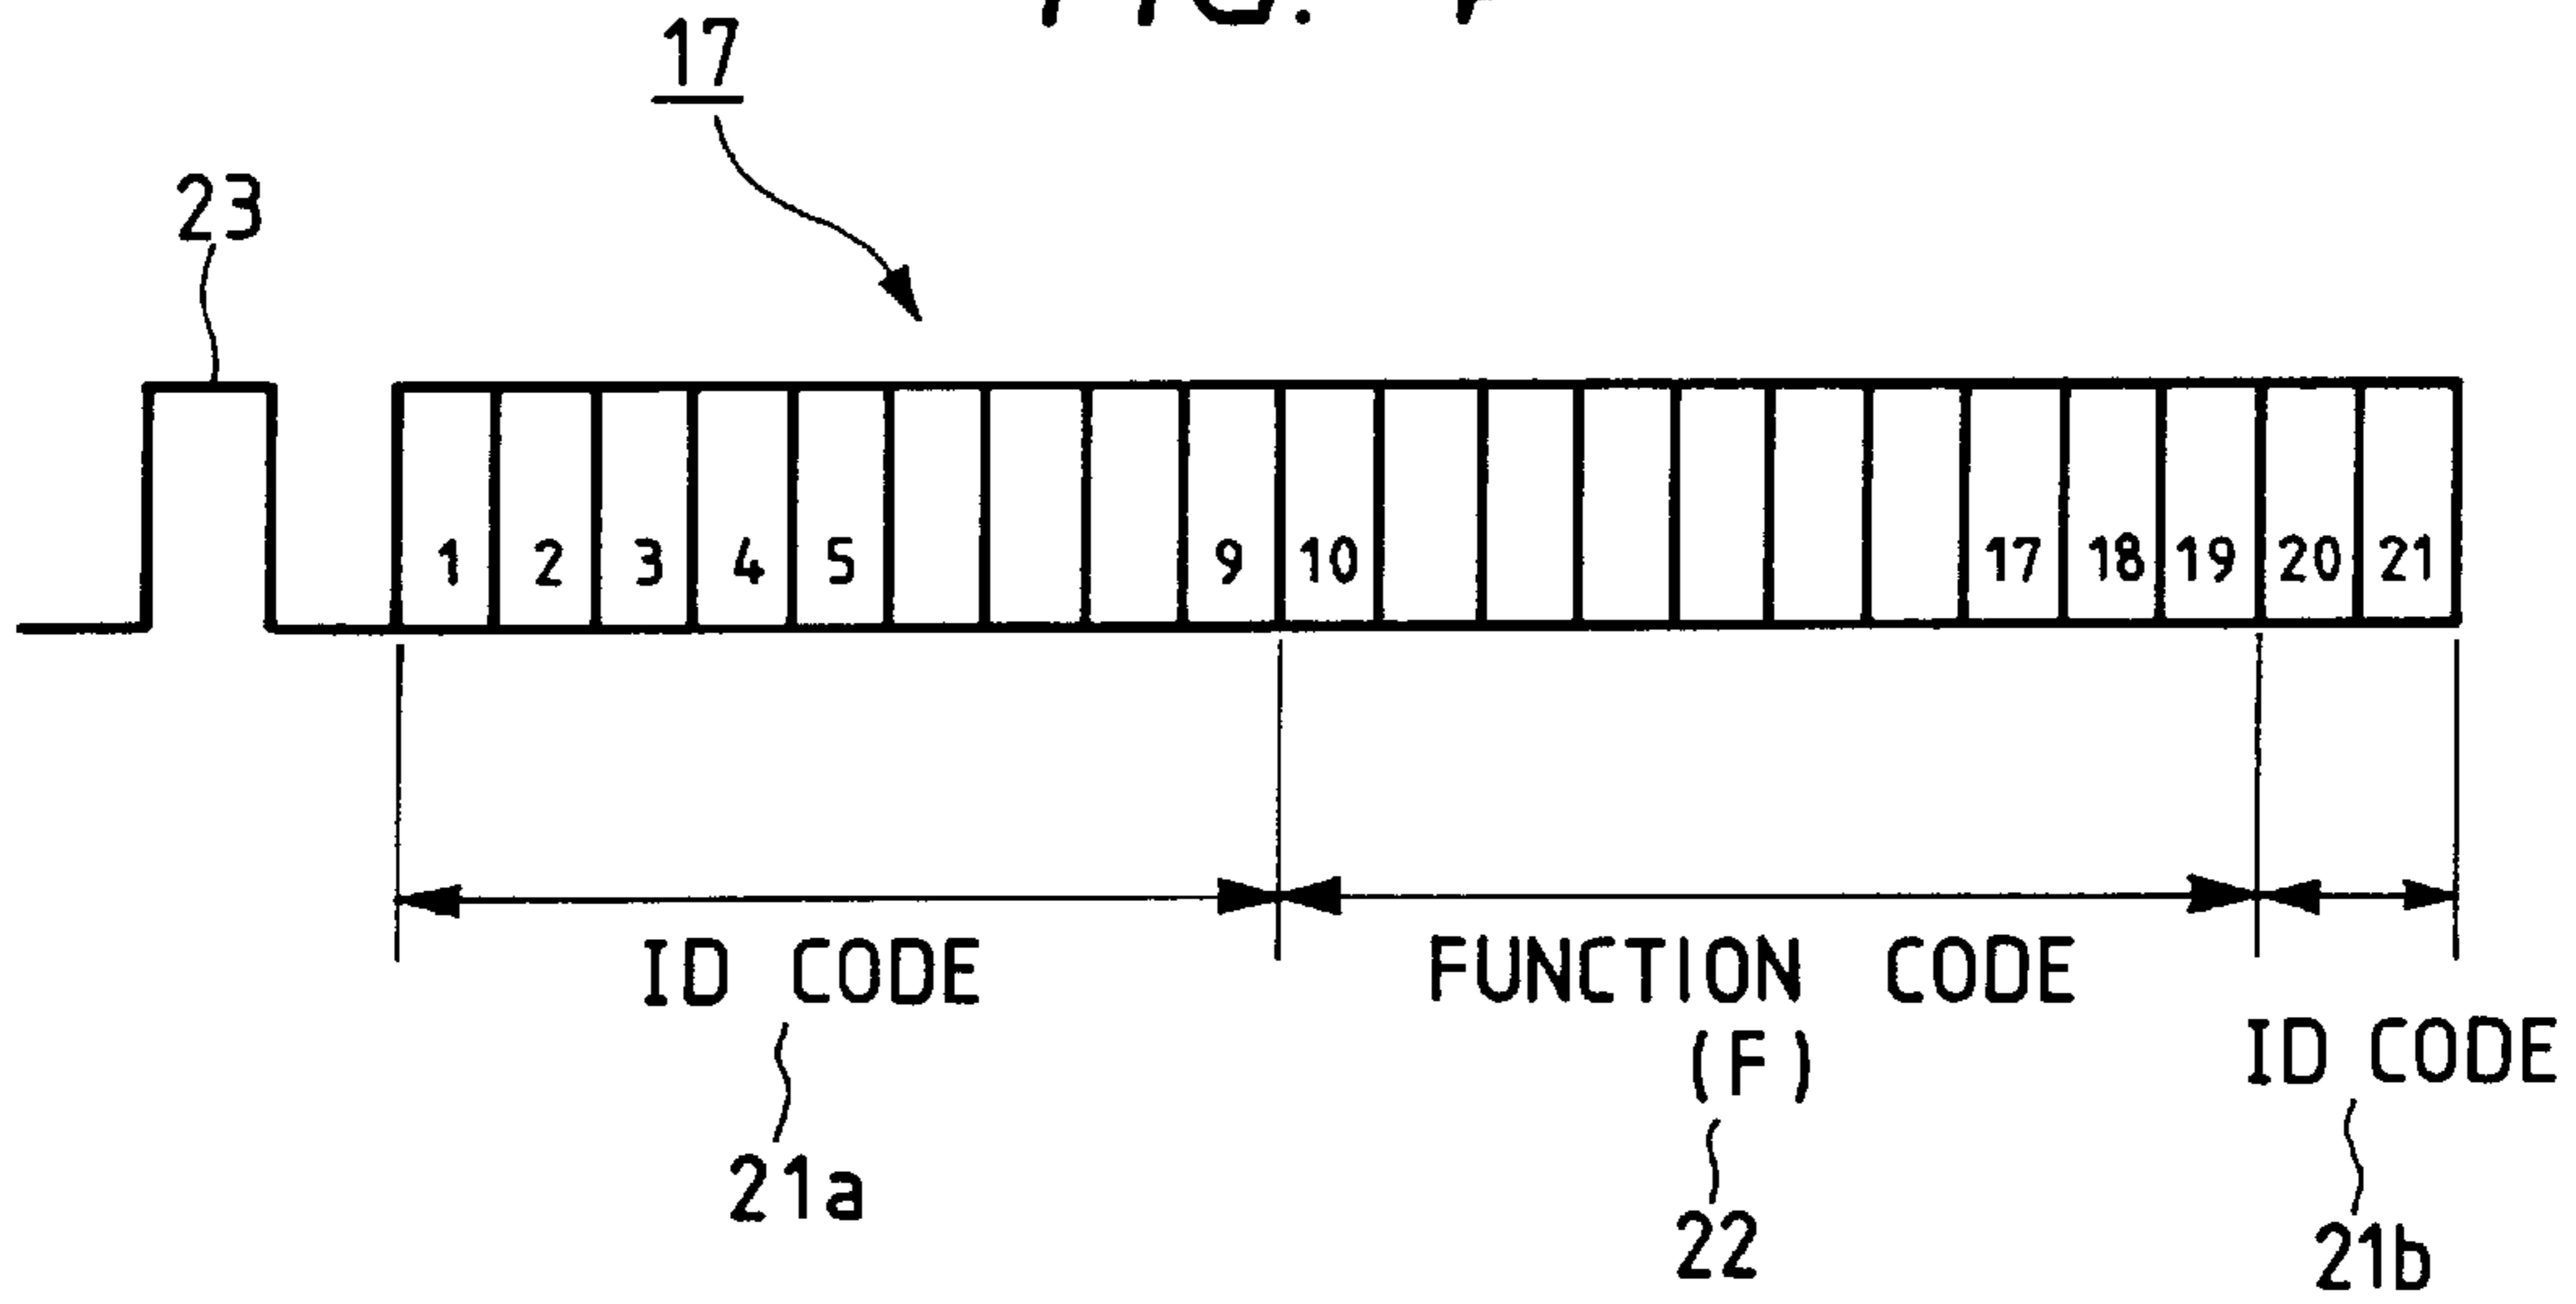 17
23
1 2 3 4 5 9 10 17 18 19 20 21
ID CODE
FUNCTION CODE
(F)
ID CODE
21a
22
21b